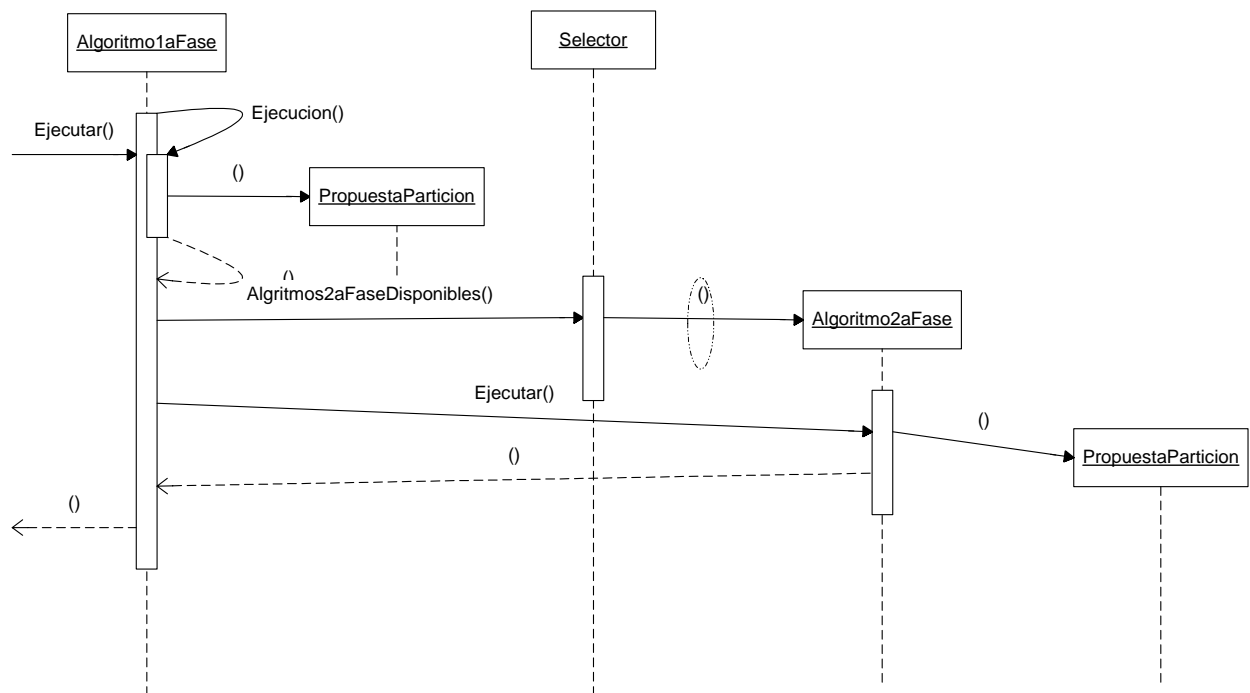 Algoritmo1aFase
Selector
Ejecucion()
Ejecutar()
()
PropuestaParticion
()
Algritmos2aFaseDisponibles()
()
Algoritmo2aFase
Ejecutar()
()
PropuestaParticion
()
()